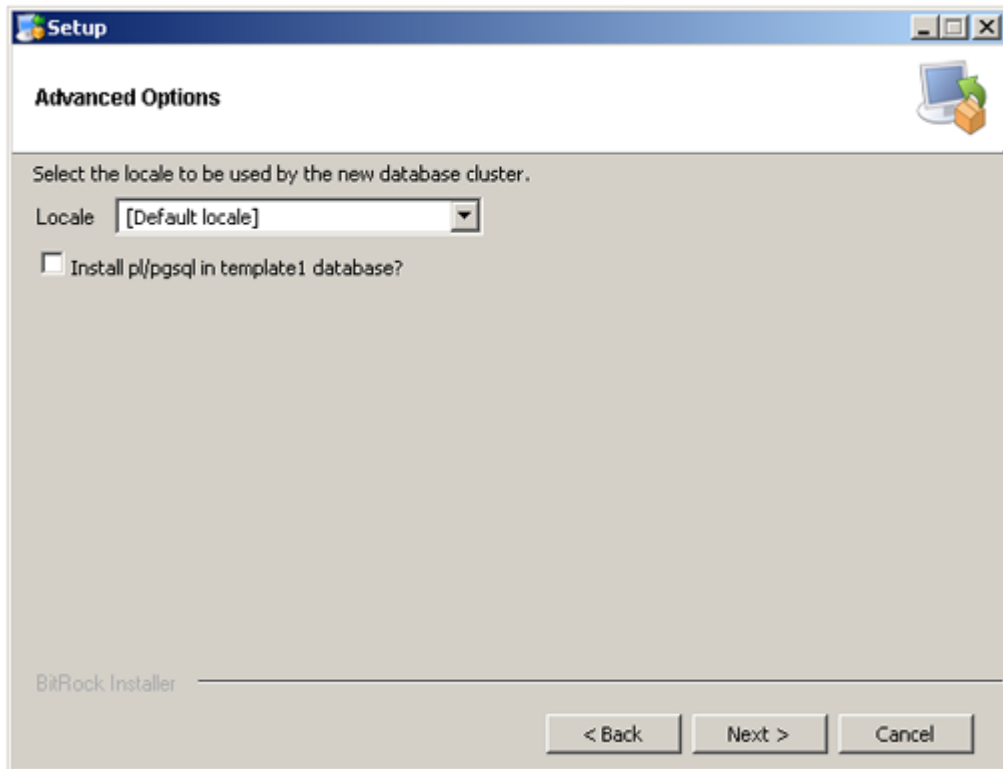 Setup
Advanced Options
Select the locale to be used by the new database cluster.
Locale [Default locale]
Install pl/pgsql in template1 database?
BitRock Installer
< Back Next > Cancel